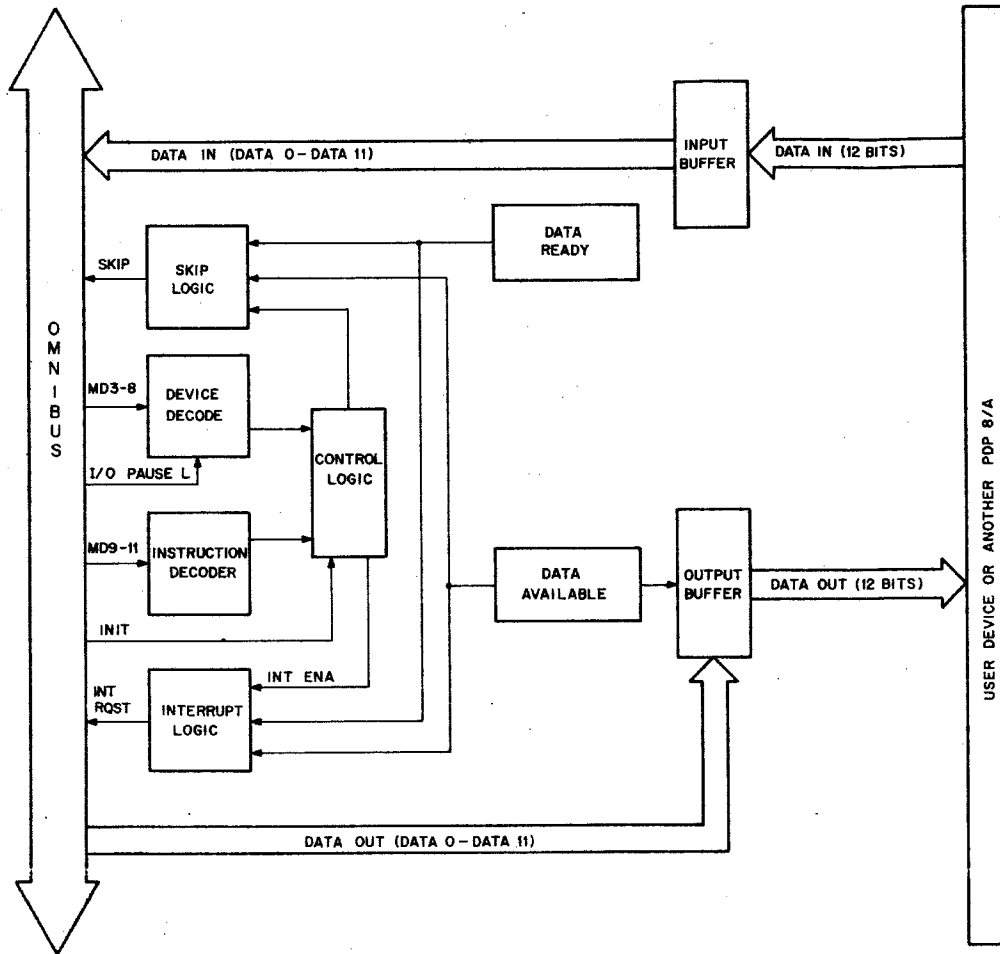 DATA IN (DATA 0-DATA 11)
INPUT
BUFFER
DATA IN (12 BITS)
DATA
READY
SKIP
SKIP
LOGIC
OMNIBUS
MD3-8
DEVICE
DECODE
I/O PAUSE L
CONTROL
LOGIC
MD9-11
INSTRUCTION
DECODER
DATA
AVAILABLE
OUTPUT
BUFFER
DATA OUT (12 BITS)
USER DEVICE OR ANOTHER PDP 8/A
INIT
INT ENA
INT
RQST
INTERRUPT
LOGIC
DATA OUT (DATA 0-DATA 11)